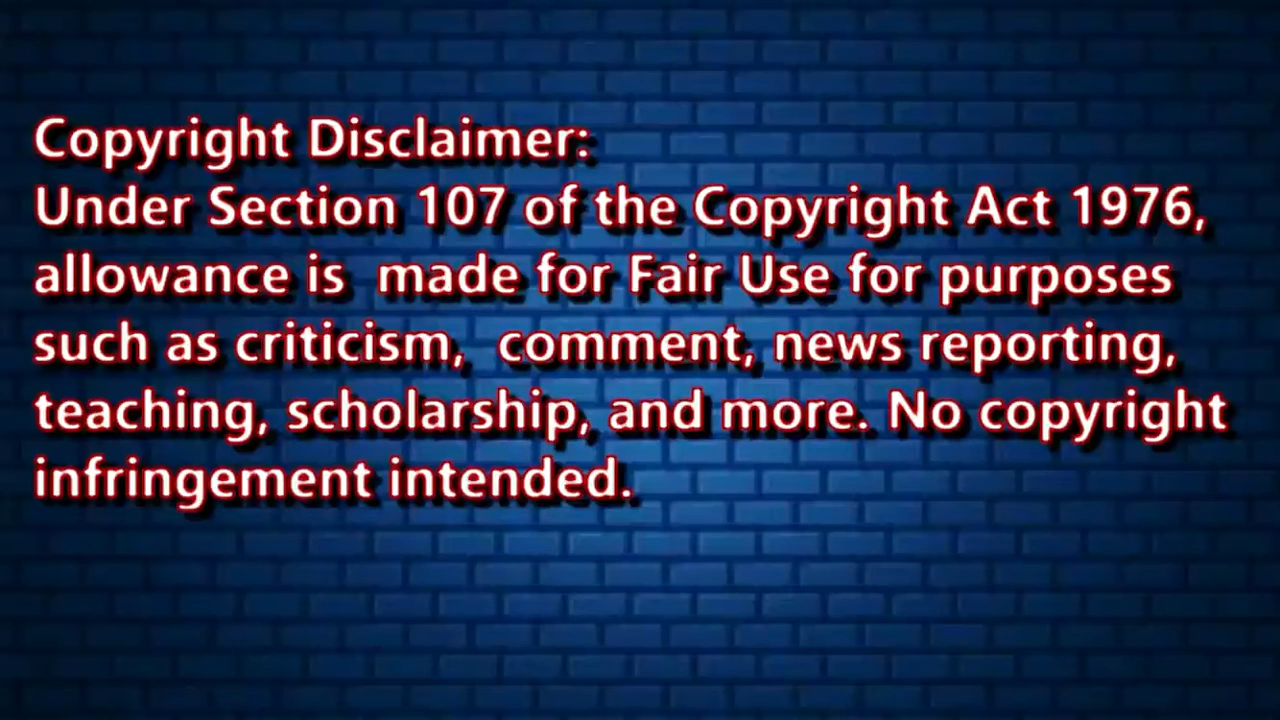 Copyright Disclaimer:
Under Section 107 of the Copyright Act 1976,
allowance is  made for Fair Use for purposes
such as criticism,  comment, news reporting,
teaching, scholarship, and more. No copyright
infringement intended.